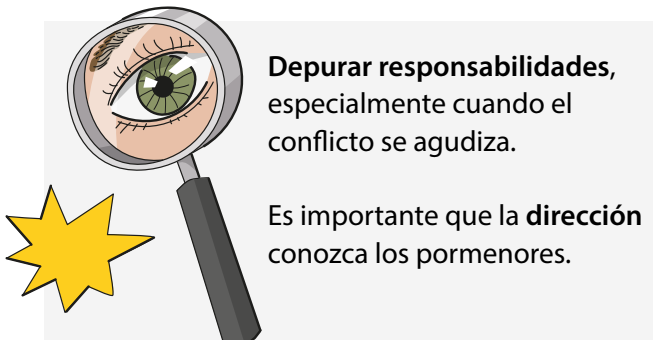 Depurar responsabilidades,
especialmente cuando el
conflicto se agudiza.
Es importante que la dirección
conozca los pormenores.